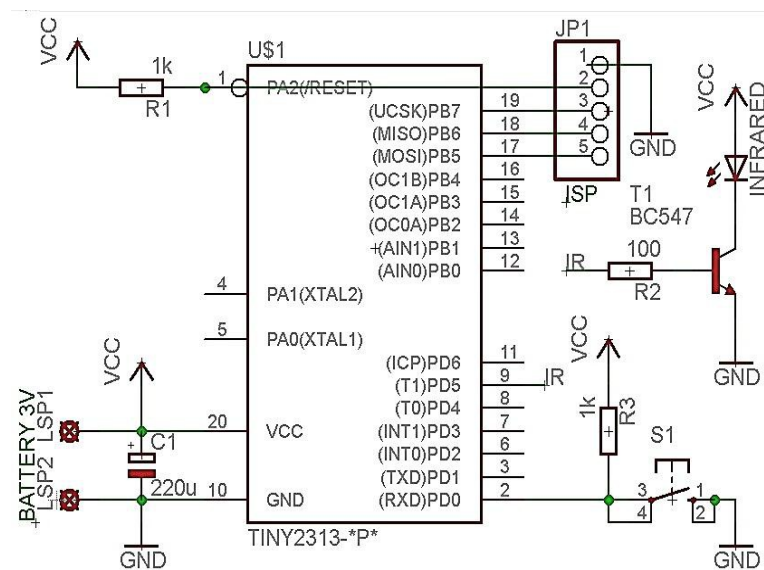 VCC
1k
R1
U$1
1
PA2(/RESET)
(UCSK)PB7
19
(MISO)PB6
18
(MOSI)PB5
17
(OC1B)PB4
16
(OC1A)PB3
15
(OC0A)PB2
14
(AIN1)PB1
13
(AIN0)PB0
12
4
PA1(XTAL2)
5
PA0(XTAL1)
(ICP)PD6
11
(T1)PD5
9
IR
(T0)PD4
8
(INT1)PD3
7
(INT0)PD2
6
(TXD)PD1
3
(RXD)PD0
2
20
VCC
10
GND
TINY2313-*P*
JP1
1
2
3
4
5
ISP
GND
VCC
INFRARED
T1
BC547
IR
100
R2
GND
VCC
1k
R3
S1
3
1
4
2
GND
VCC
BATTERY 3V
LSP1
LSP2
C1
+
220u
GND